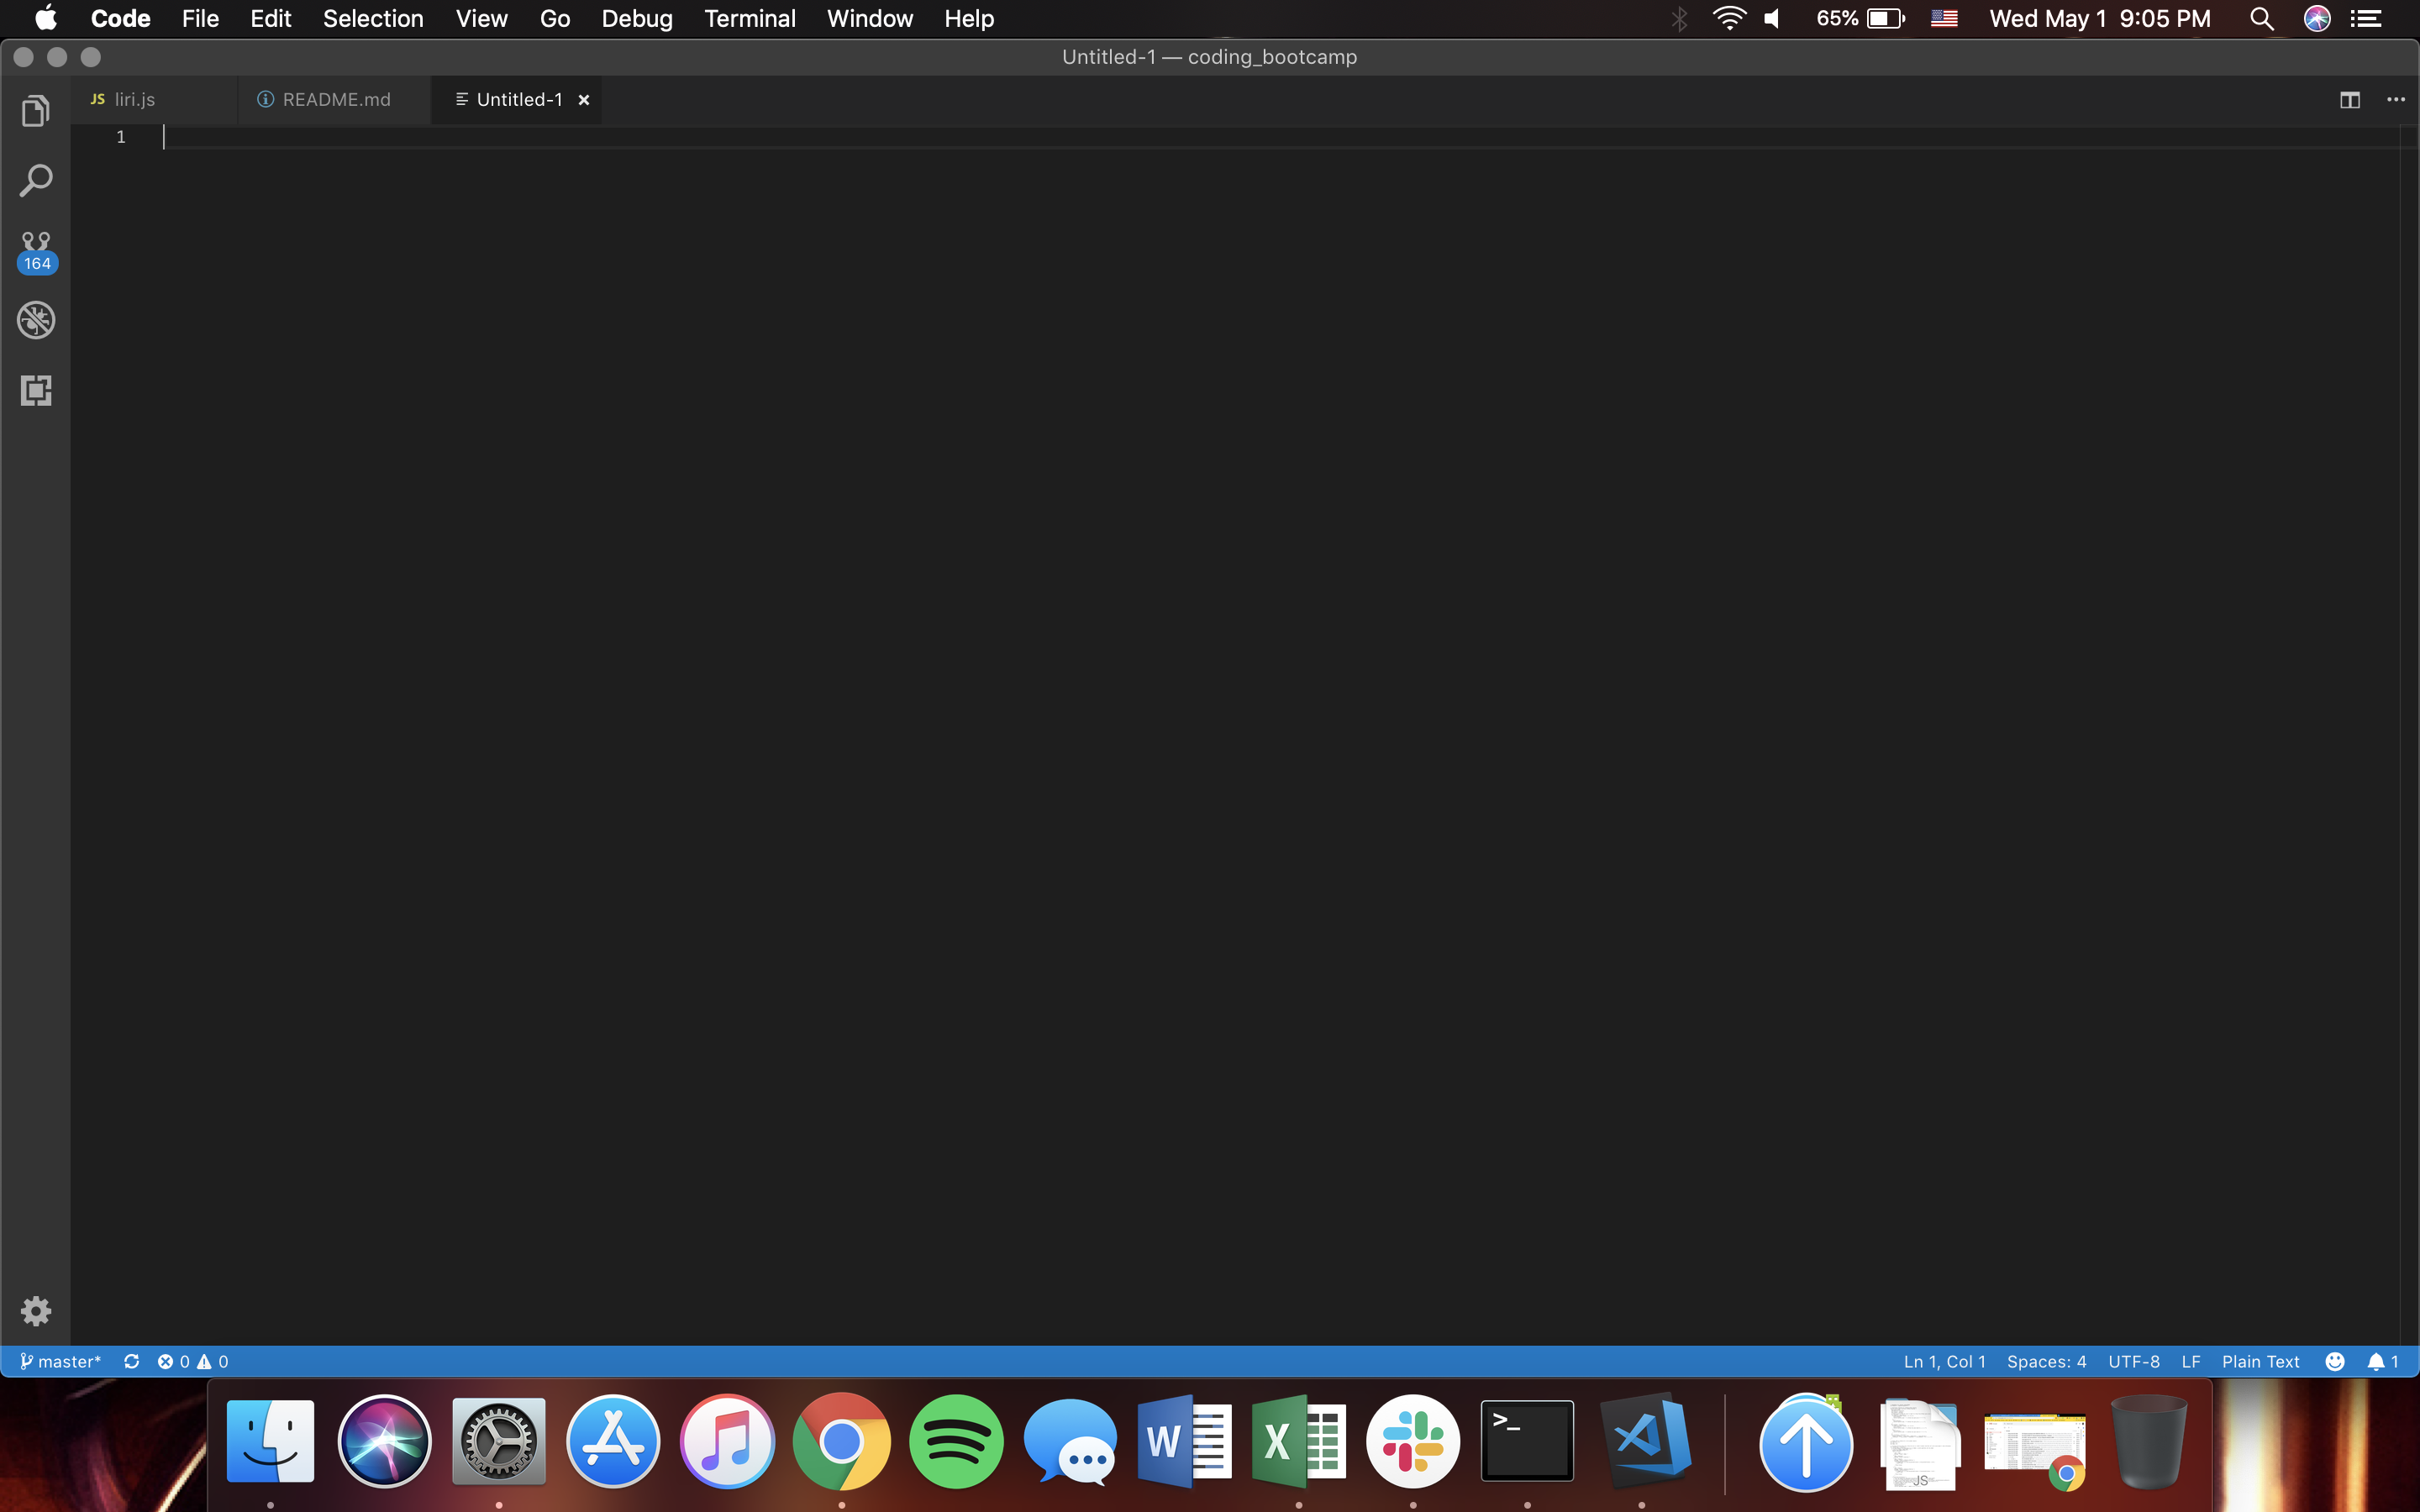 Code File Edit Selection View Go Debug Terminal Window Help 65% Wed May 1 9:05 PM
Untitled-1 — coding_bootcamp
JS liri.js README.md Untitled-1
1
164
master* 0 0 Ln 1, Col 1 Spaces: 4 UTF-8 LF Plain Text 1
W X >_ JS